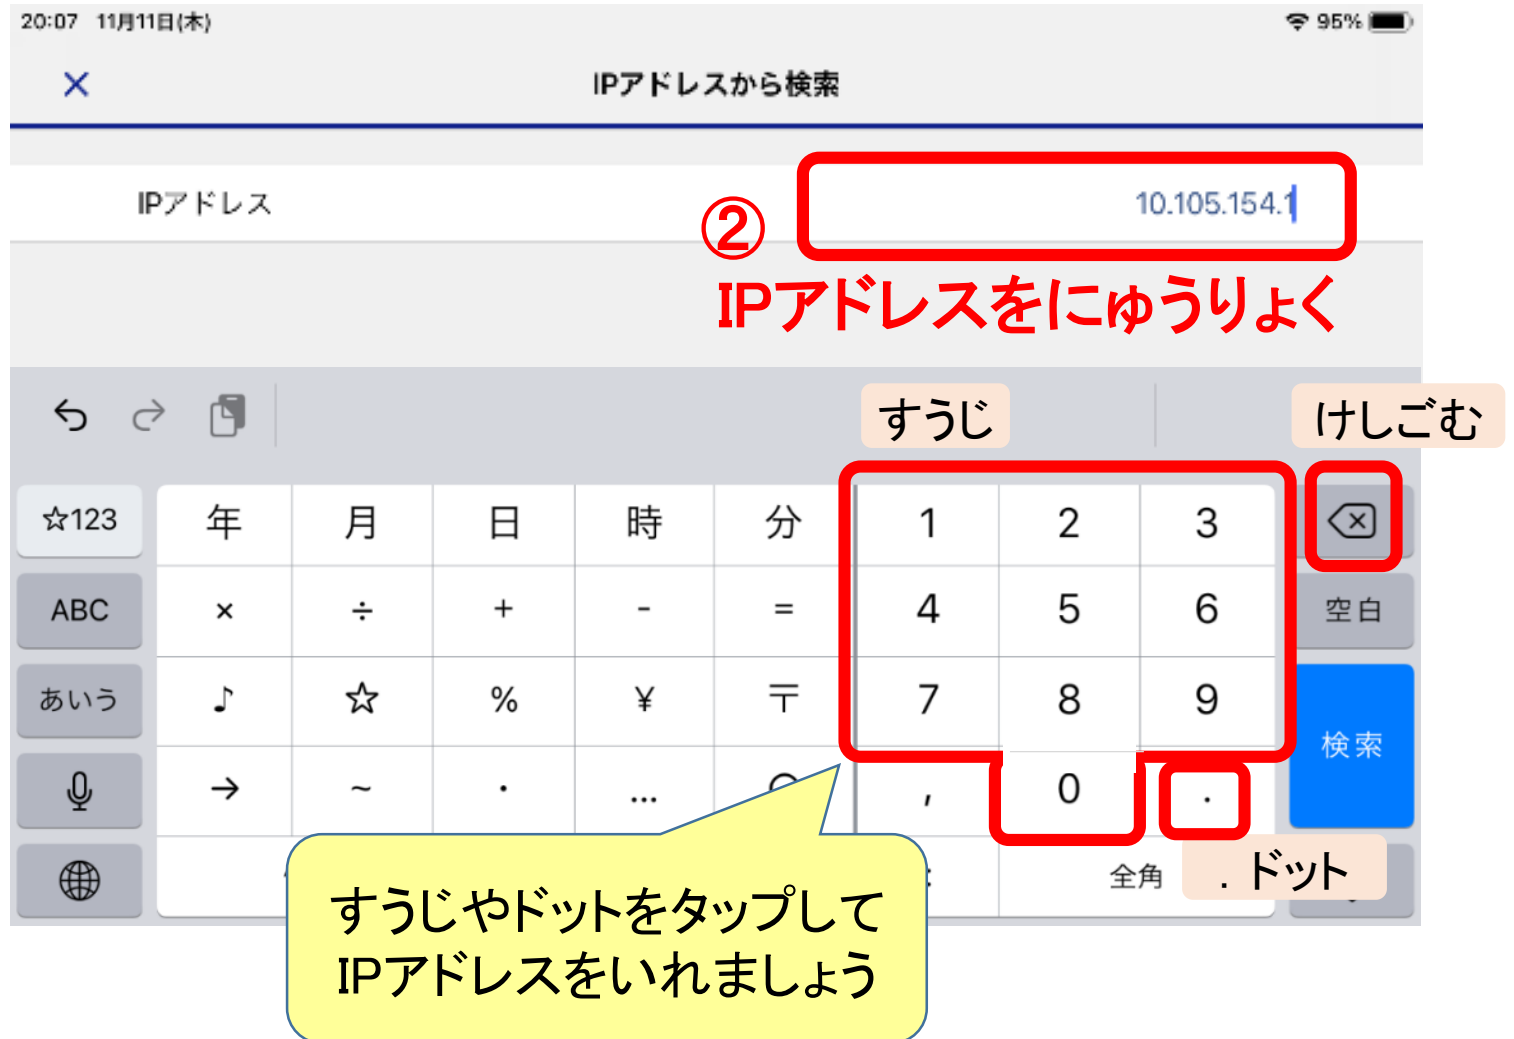 20:07 11月11日(木)
95%
IPアドレスから検索
IPアドレス
10.105.154.1
②
IPアドレスをにゅうりょく
すうじ
けしごむ
☆123 年 月 日 時 分 1 2 3
ABC × ÷ + - = 4 5 6 空白
あいう ♪ ☆ % ¥ 〒 7 8 9
検索
→ ~ ・ … , 0 .
全角
. ドット
すうじやドットをタップして
IPアドレスをいれましょう